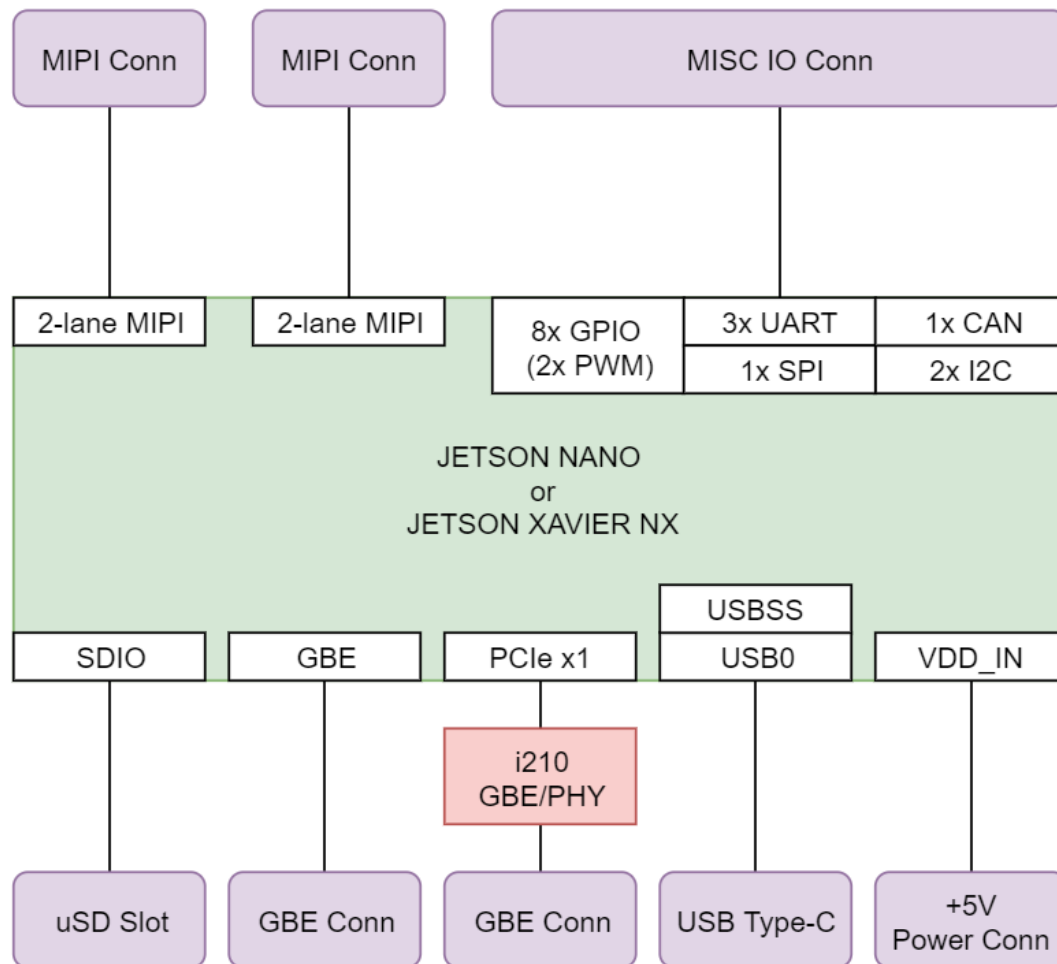 MIPI Conn
MIPI Conn
MISC IO Conn
2-lane MIPI
2-lane MIPI
8x GPIO
(2x PWM)
3x UART
1x CAN
1x SPI
2x I2C
JETSON NANO
or
JETSON XAVIER NX
USBSS
SDIO
GBE
PCIe x1
USB0
VDD_IN
i210
GBE/PHY
uSD Slot
GBE Conn
GBE Conn
USB Type-C
+5V
Power Conn